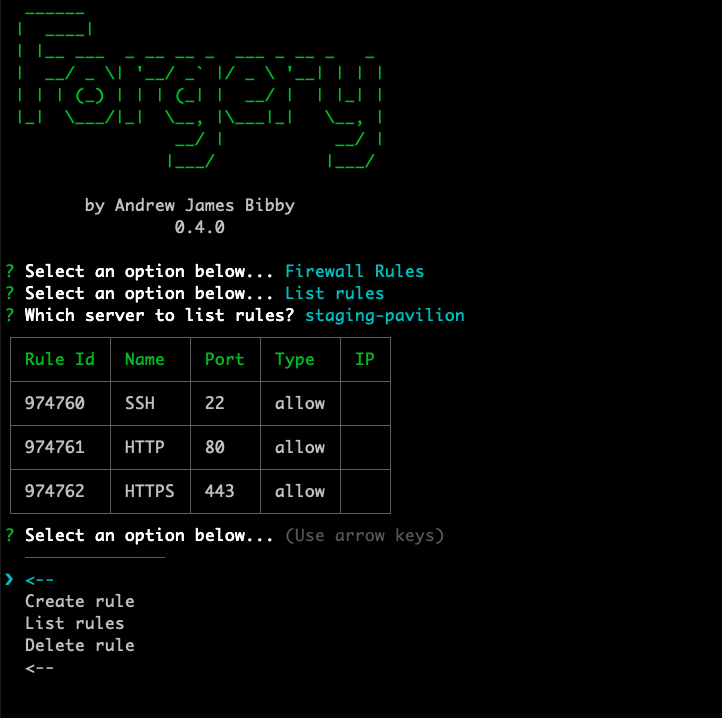 Forgery
by Andrew James Bibby
0.4.0
? Select an option below... Firewall Rules
? Select an option below... List rules
? Which server to list rules? staging-pavilion
Rule Id Name Port Type IP
974760 SSH 22 allow
974761 HTTP 80 allow
974762 HTTPS 443 allow
? Select an option below... (Use arrow keys)
──────────────
❯ <--
Create rule
List rules
Delete rule
<--